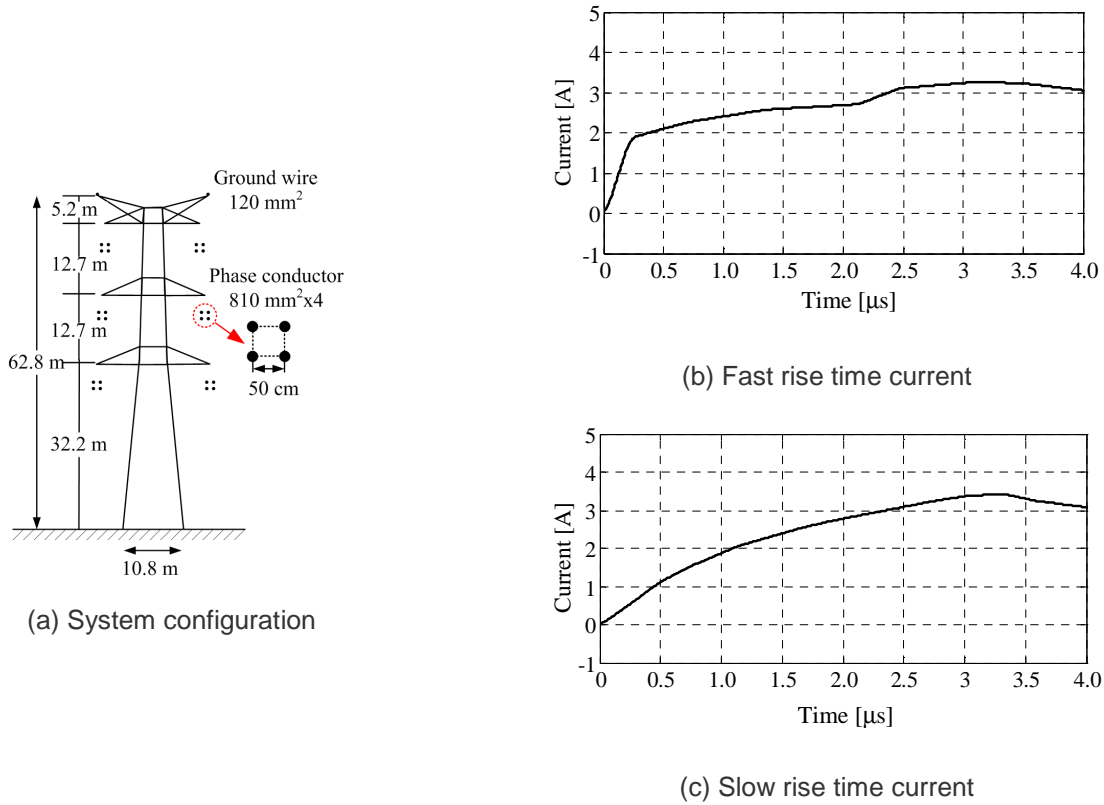 Ground wire
120 mm²
5.2 m
12.7 m
Phase conductor
810 mm²x4
12.7 m
62.8 m
50 cm
32.2 m
10.8 m
(a) System configuration
5
4
3
2
1
0
-1
Current [A]
0 0.5 1.0 1.5 2.0 2.5 3 3.5 4.0
Time [μs]
(b) Fast rise time current
5
4
3
2
1
0
-1
Current [A]
0 0.5 1.0 1.5 2.0 2.5 3.0 3.5 4.0
Time [μs]
(c) Slow rise time current